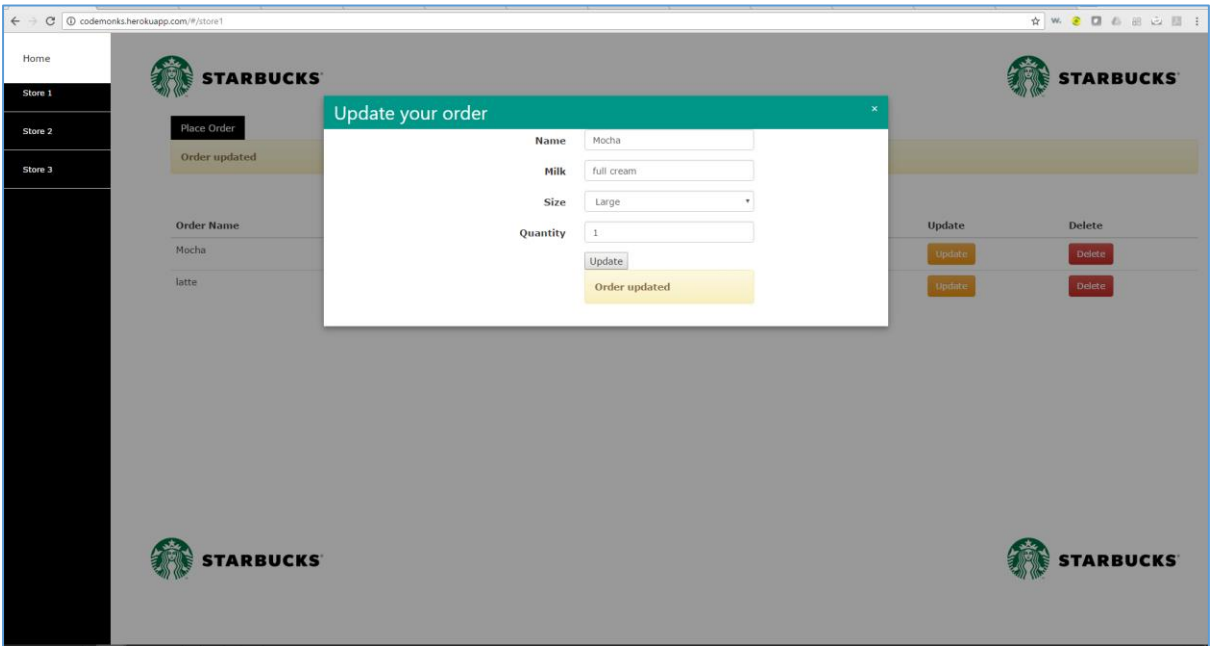 codemonks.herokuapp.com/#/store1
Home
STARBUCKS
STARBUCKS
Store 1
Update your order ×
Place Order
Name Mocha
Store 2
Order updated
Milk full cream
Store 3
Size Large
Order Name Update Delete
Quantity 1
Mocha Update Delete
Update
latte Update Delete
Order updated
STARBUCKS
STARBUCKS